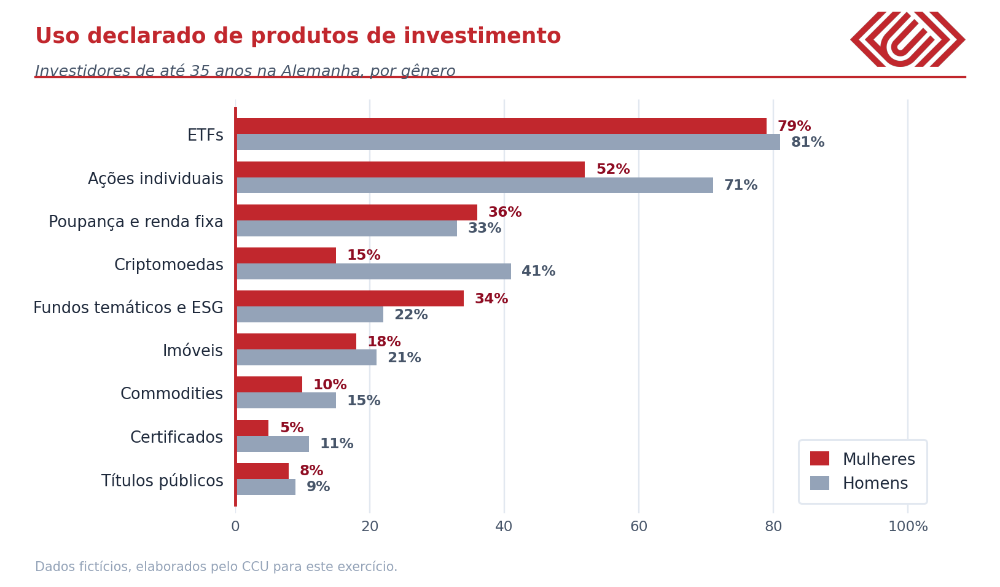 Uso declarado de produtos de investimento
Investidores de até 35 anos na Alemanha, por gênero
ETFs
79%
81%
Ações individuais
52%
71%
Poupança e renda fixa
36%
33%
Criptomoedas
15%
41%
Fundos temáticos e ESG
34%
22%
Imóveis
18%
21%
Commodities
10%
15%
Certificados
5%
11%
Títulos públicos
8%
9%
Mulheres
Homens
0 20 40 60 80 100%
Dados fictícios, elaborados pelo CCU para este exercício.